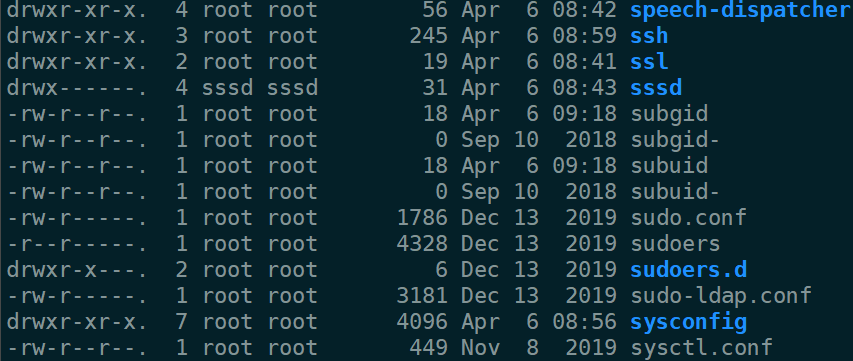 drwxr-xr-x.  4 root root       56 Apr  6 08:42 speech-dispatcher
drwxr-xr-x.  3 root root      245 Apr  6 08:59 ssh
drwxr-xr-x.  2 root root       19 Apr  6 08:41 ssl
drwx------.  4 sssd sssd       31 Apr  6 08:43 sssd
-rw-r--r--.  1 root root       18 Apr  6 09:18 subgid
-rw-r--r--.  1 root root        0 Sep 10  2018 subgid-
-rw-r--r--.  1 root root       18 Apr  6 09:18 subuid
-rw-r--r--.  1 root root        0 Sep 10  2018 subuid-
-rw-r-----.  1 root root     1786 Dec 13  2019 sudo.conf
-r--r-----.  1 root root     4328 Dec 13  2019 sudoers
drwxr-x---.  2 root root        6 Dec 13  2019 sudoers.d
-rw-r-----.  1 root root     3181 Dec 13  2019 sudo-ldap.conf
drwxr-xr-x.  7 root root     4096 Apr  6 08:56 sysconfig
-rw-r--r--.  1 root root      449 Nov  8  2019 sysctl.conf